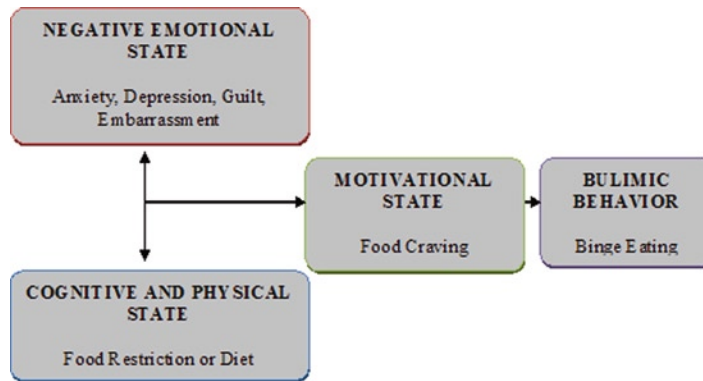 NEGATIVE EMOTIONAL
STATE
Anxiety, Depression, Guilt,
Embarrassment
MOTIVATIONAL
STATE
Food Craving
BULIMIC
BEHAVIOR
Binge Eating
COGNITIVE AND PHYSICAL
STATE
Food Restriction or Diet